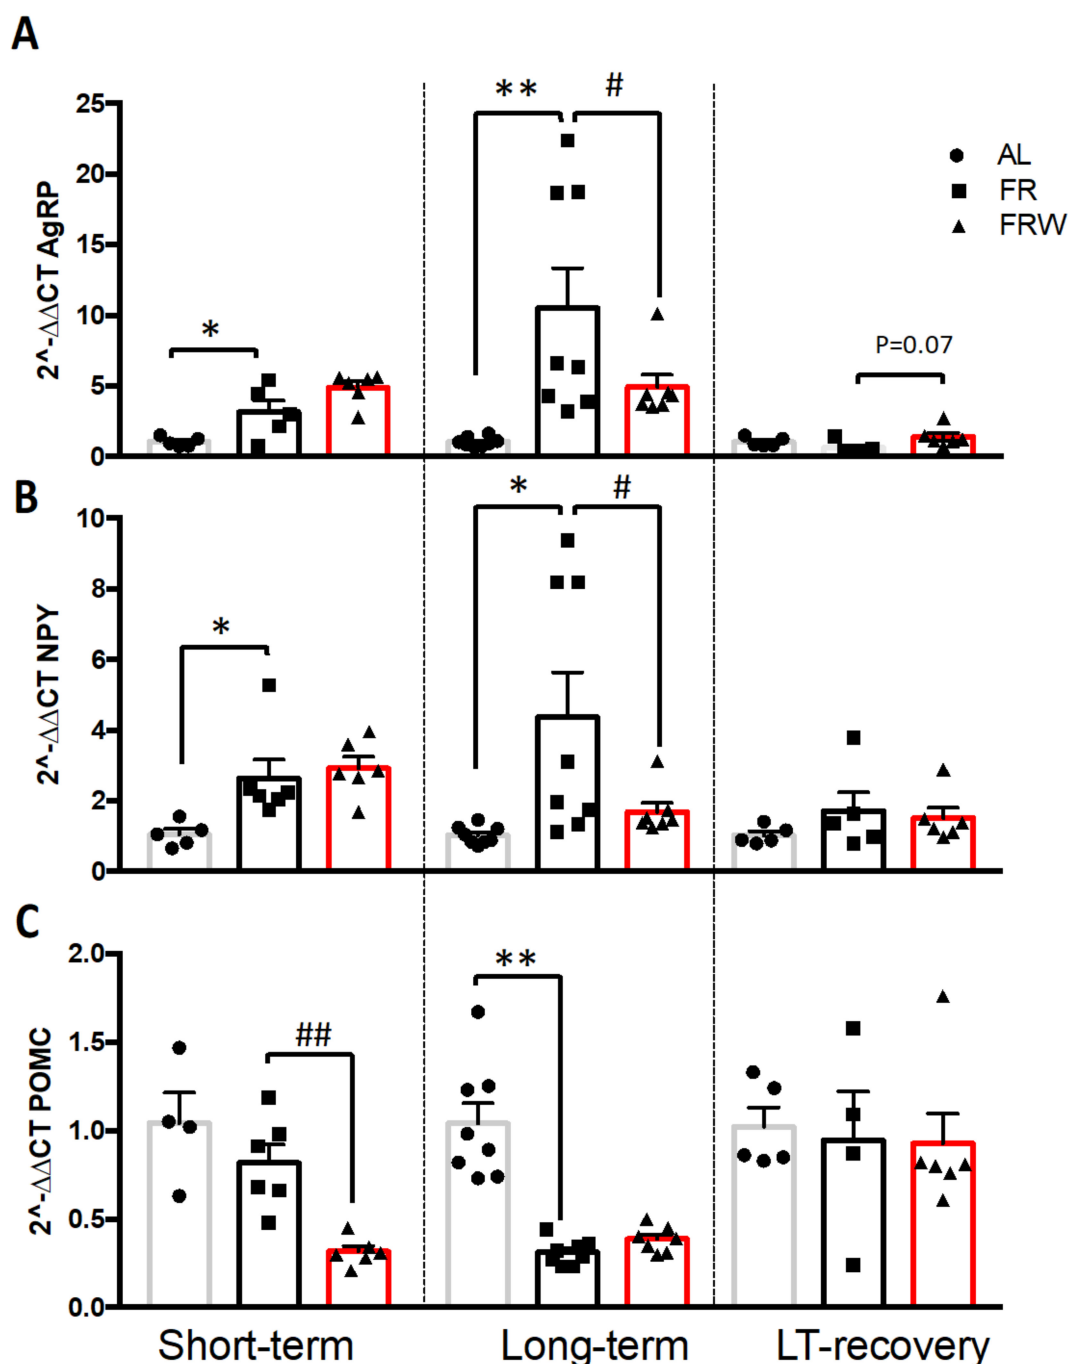 A
** #
25
AL
20
FR
FRW
15
2^-ΔΔCT AgRP
10
*
P=0.07
5
0
B
* #
10
8
*
6
2^-ΔΔCT NPY
4
2
0
C
2.0
**
##
1.5
2^-ΔΔCT POMC
1.0
0.5
0.0
Short-term Long-term LT-recovery